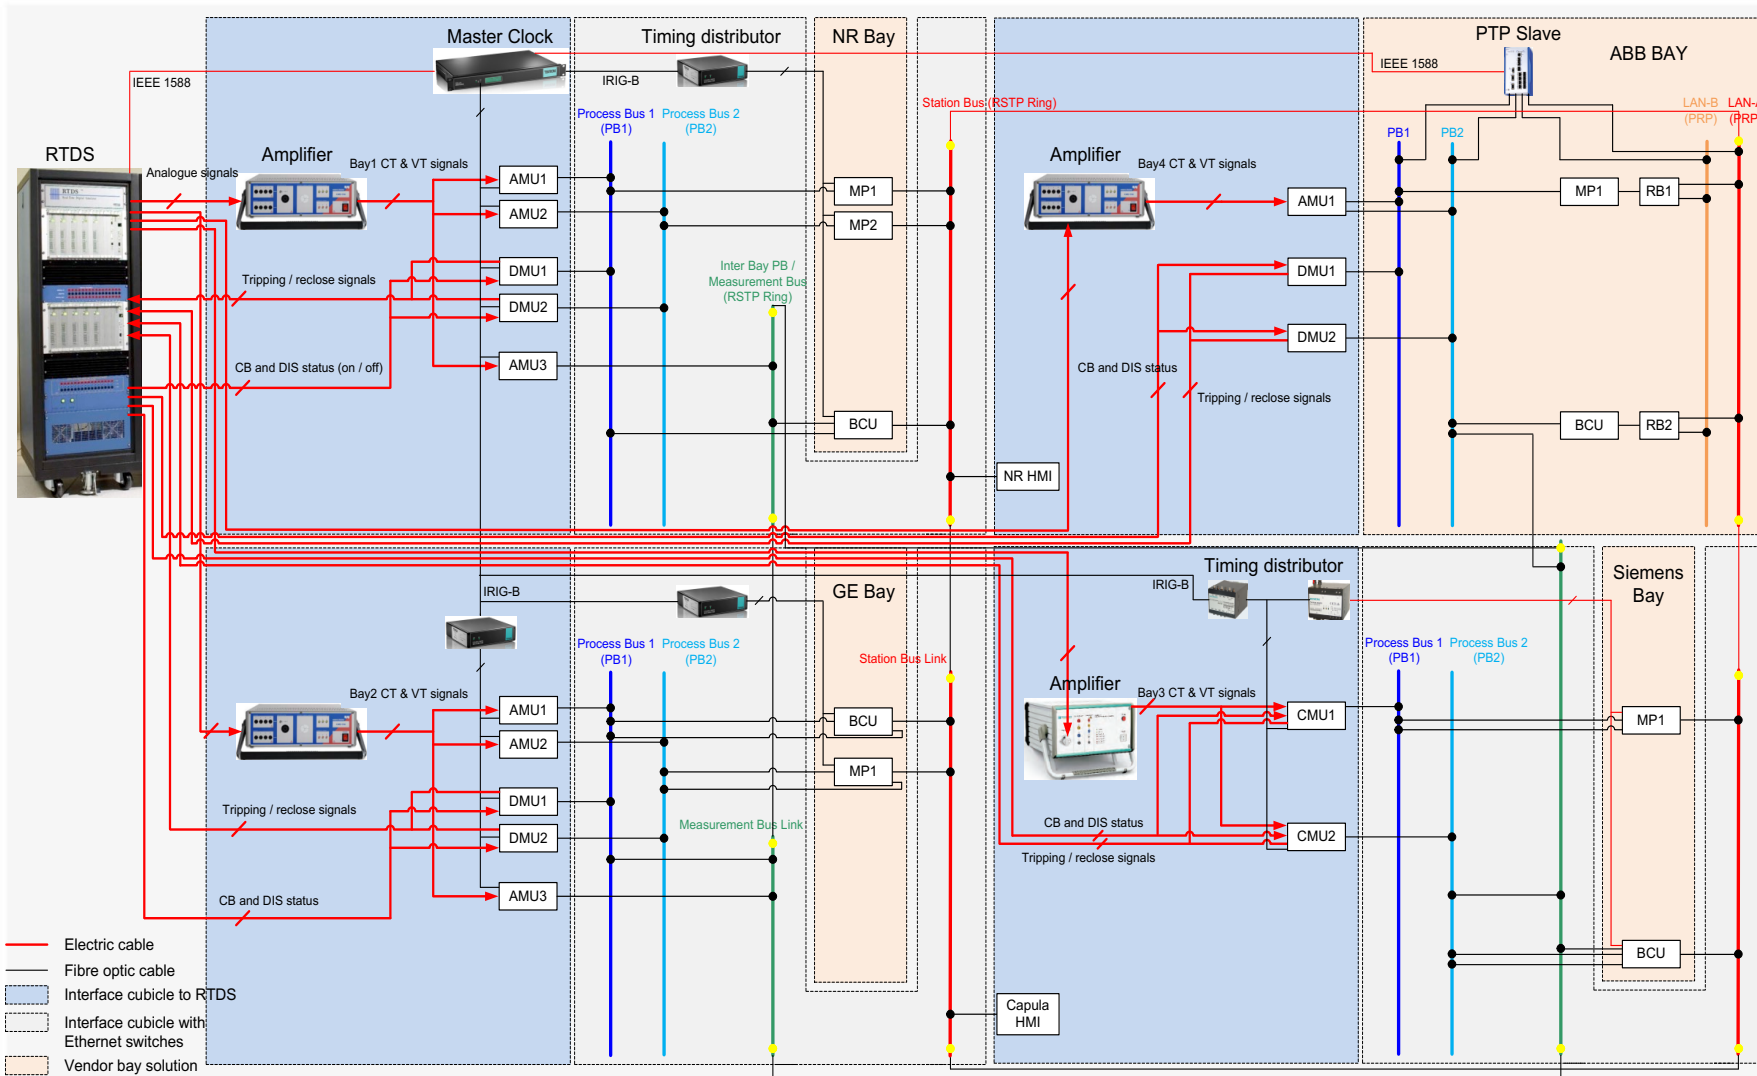 Master Clock
Timing distributor
NR Bay
PTP Slave
ABB BAY
IEEE 1588
IRIG-B
IEEE 1588
Station Bus (RSTP Ring)
LAN-B
(PRP)
LAN-A
(PRP
Process Bus 1
(PB1)
Process Bus 2
(PB2)
PB1
PB2
RTDS
Amplifier
Bay1 CT & VT signals
Amplifier
Bay4 CT & VT signals
Analogue signals
RTDS
AMU1
AMU2
MP1
MP2
AMU1
MP1
RB1
DMU1
DMU2
Tripping / reclose signals
Inter Bay PB /
Measurement Bus
(RSTP Ring)
DMU1
DMU2
CB and DIS status (on / off)
AMU3
CB and DIS status
Tripping / reclose signals
BCU
BCU
RB2
NR HMI
IRIG-B
GE Bay
Timing distributor
IRIG-B
Siemens
Bay
Process Bus 1
(PB1)
Process Bus 2
(PB2)
Station Bus Link
Process Bus 1
(PB1)
Process Bus 2
(PB2)
Bay2 CT & VT signals
Amplifier
Bay3 CT & VT signals
AMU1
AMU2
BCU
MP1
CMU1
MP1
DMU1
DMU2
Tripping / reclose signals
Measurement Bus Link
CB and DIS status
Tripping / reclose signals
CMU2
AMU3
CB and DIS status
BCU
Capula
HMI
Electric cable
Fibre optic cable
Interface cubicle to RTDS
Interface cubicle with
Ethernet switches
Vendor bay solution